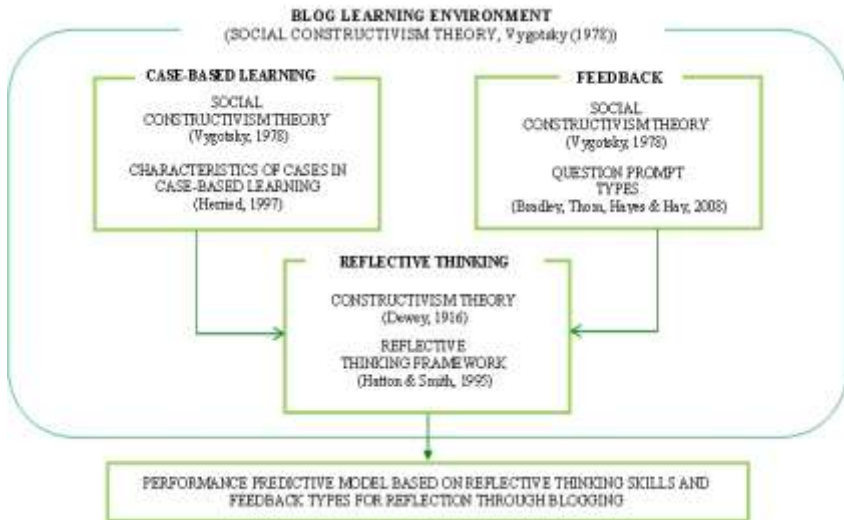 BLOG LEARNING ENVIRONMENT
(SOCIAL CONSTRUCTIVISM THEORY, Vygotsky (1978))
CASE-BASED LEARNING
SOCIAL
CONSTRUCTIVISM THEORY
(Vygotsky, 1978)
CHARACTERISTICS OF CASES IN
CASE-BASED LEARNING
(Herried, 1997)
FEEDBACK
SOCIAL
CONSTRUCTIVISM THEORY
(Vygotsky, 1978)
QUESTION PROMPT
TYPES
(Bradley, Thom, Hayes & Hay, 2008)
REFLECTIVE THINKING
CONSTRUCTIVISM THEORY
(Dewey, 1916)
REFLECTIVE
THINKING FRAMEWORK
(Hatton & Smith, 1995)
PERFORMANCE PREDICTIVE MODEL BASED ON REFLECTIVE THINKING SKILLS AND
FEEDBACK TYPES FOR REFLECTION THROUGH BLOGGING